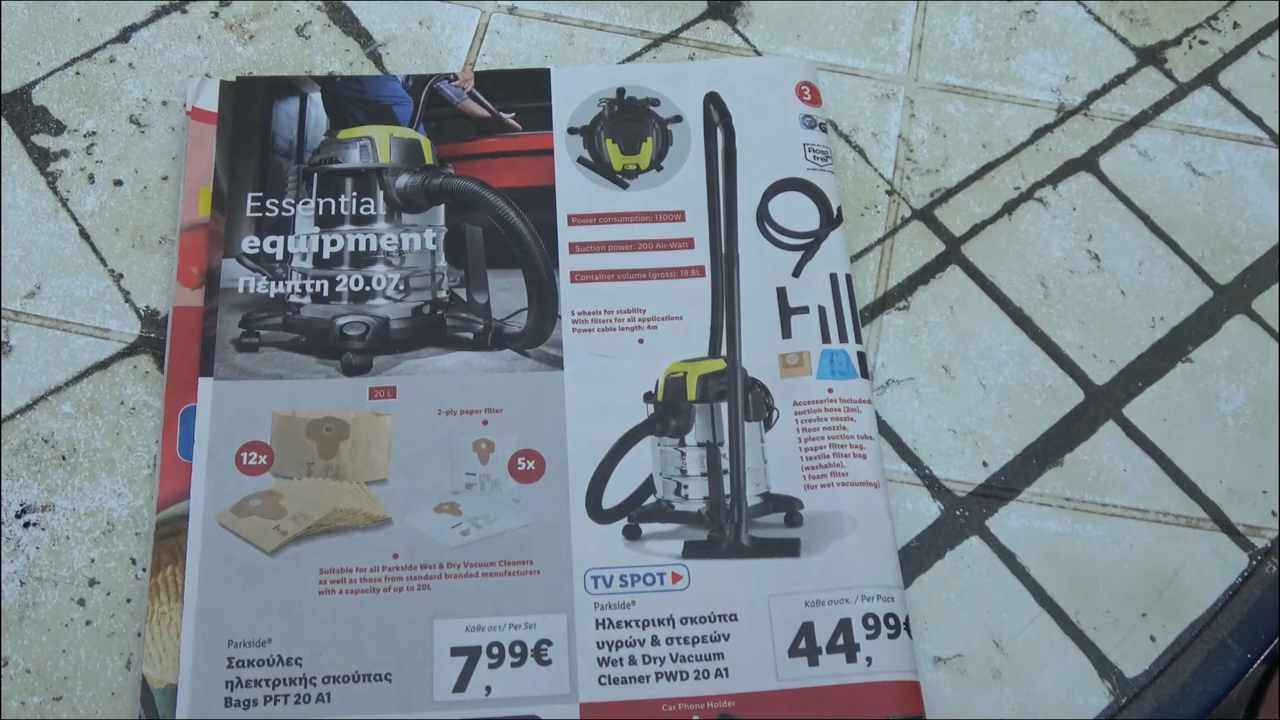 Essential
equipment
Πέμπτη 20.07.
20 L
2-ply paper filter
12x
5x
Suitable for all Parkside Wet & Dry Vacuum Cleaners
as well as those from standard branded manufacturers
with a capacity of up to 20L
Parkside®
Σακούλες
ηλεκτρικής σκούπας
Bags PFT 20 A1
Κάθε σετ/ Per Set
7,99€
3
Rost
frei
Power consumption: 1300W
Suction power: 200 Air-Watt
Container volume (gross): 19.8L
5 wheels for stability
With filters for all applications
Power cable length: 4m
Accessories included:
suction hose (2m),
1 crevice nozzle,
1 floor nozzle,
3 piece suction tube,
1 paper filter bag,
1 textile filter bag
(washable),
1 foam filter
(for wet vacuuming)
TV SPOT
Parkside®
Ηλεκτρική σκούπα
υγρών & στερεών
Wet & Dry Vacuum
Cleaner PWD 20 A1
Κάθε συσκ. / Per Pack
44,99€
Car Phone Holder